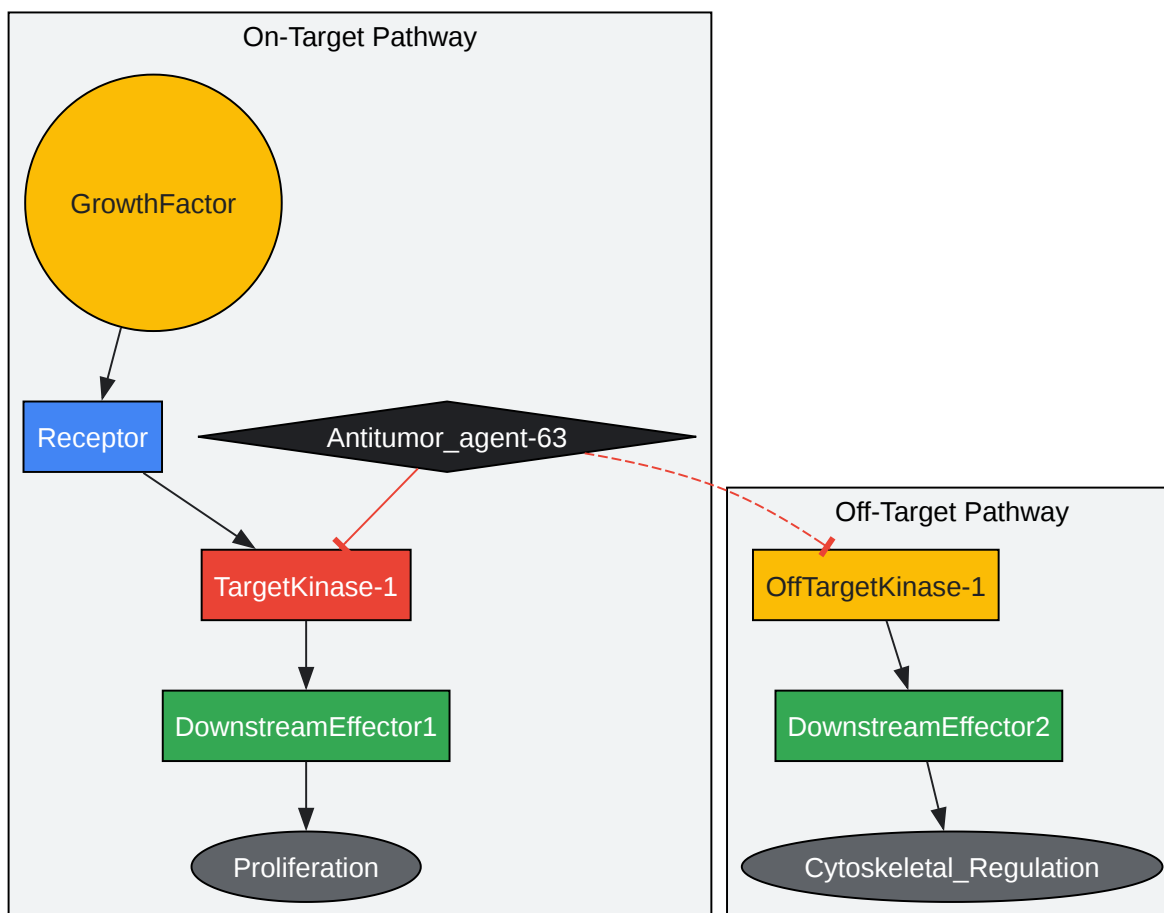 On-Target Pathway
GrowthFactor
Receptor
Antitumor_agent-63
TargetKinase-1
DownstreamEffector1
Proliferation
Off-Target Pathway
OffTargetKinase-1
DownstreamEffector2
Cytoskeletal_Regulation